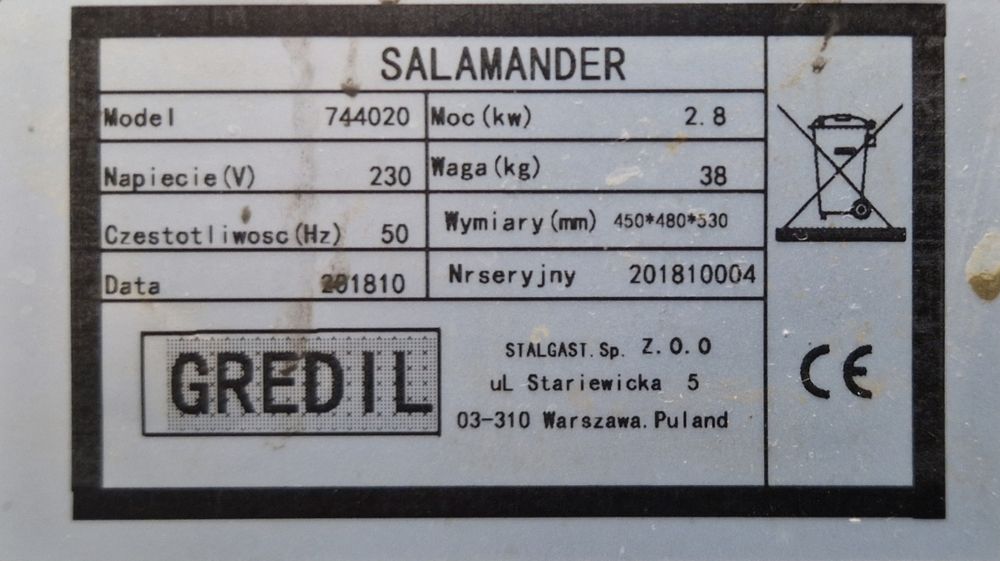 SALAMANDER
Model 744020 Moc(kw) 2.8
Napiecie(V) 230 Waga(kg) 38
Czestotliwosc(Hz) 50 Wymiary(mm) 450*480*530
Data 201810 Nrseryjny 201810004
GREDIL
STALGAST.Sp. Z.O.O
uL Stariewicka 5
03-310 Warszawa.Puland
CE